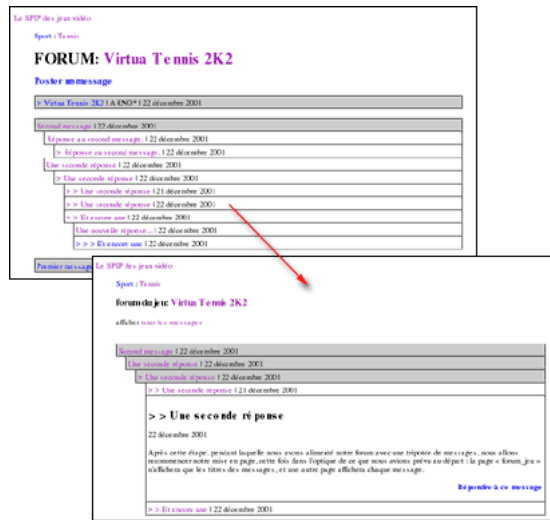 Le SPIP des jeux vidéo
Sport : Tennis
FORUM: Virtua Tennis 2K2
Poster un message
> Virtua Tennis 2K2 | ARNO* | 22 décembre 2001
Second message | 22 décembre 2001
Réponse au second message. | 22 décembre 2001
> Réponse au second message. | 22 décembre 2001
Une seconde réponse | 22 décembre 2001
> Une seconde réponse | 22 décembre 2001
> > Une seconde réponse | 21 décembre 2001
> > Une seconde réponse | 22 décembre 2001
> > Et encore une | 22 décembre 2001
Une nouvelle réponse... | 22 décembre 2001
> > > Et encore une | 22 décembre 2001
Premier message
Le SPIP des jeux vidéo
Sport : Tennis
forum du jeu: Virtua Tennis 2K2
afficher tous les messages
Second message | 22 décembre 2001
Une seconde réponse | 22 décembre 2001
> Une seconde réponse | 22 décembre 2001
> > Une seconde réponse | 21 décembre 2001
> > Une seconde réponse
22 décembre 2001
Après cette étape, pendant laquelle nous avons alimenté notre forum avec une tripotée de messages, nous allons
recommencer notre mise en page, cette fois dans l'optique de ce que nous avions prévu au départ : la page « forum_jeu »
n'affichera que les titres des messages, et une autre page affichera chaque message.
Répondre à ce message
> > Et encore une | 22 décembre 2001